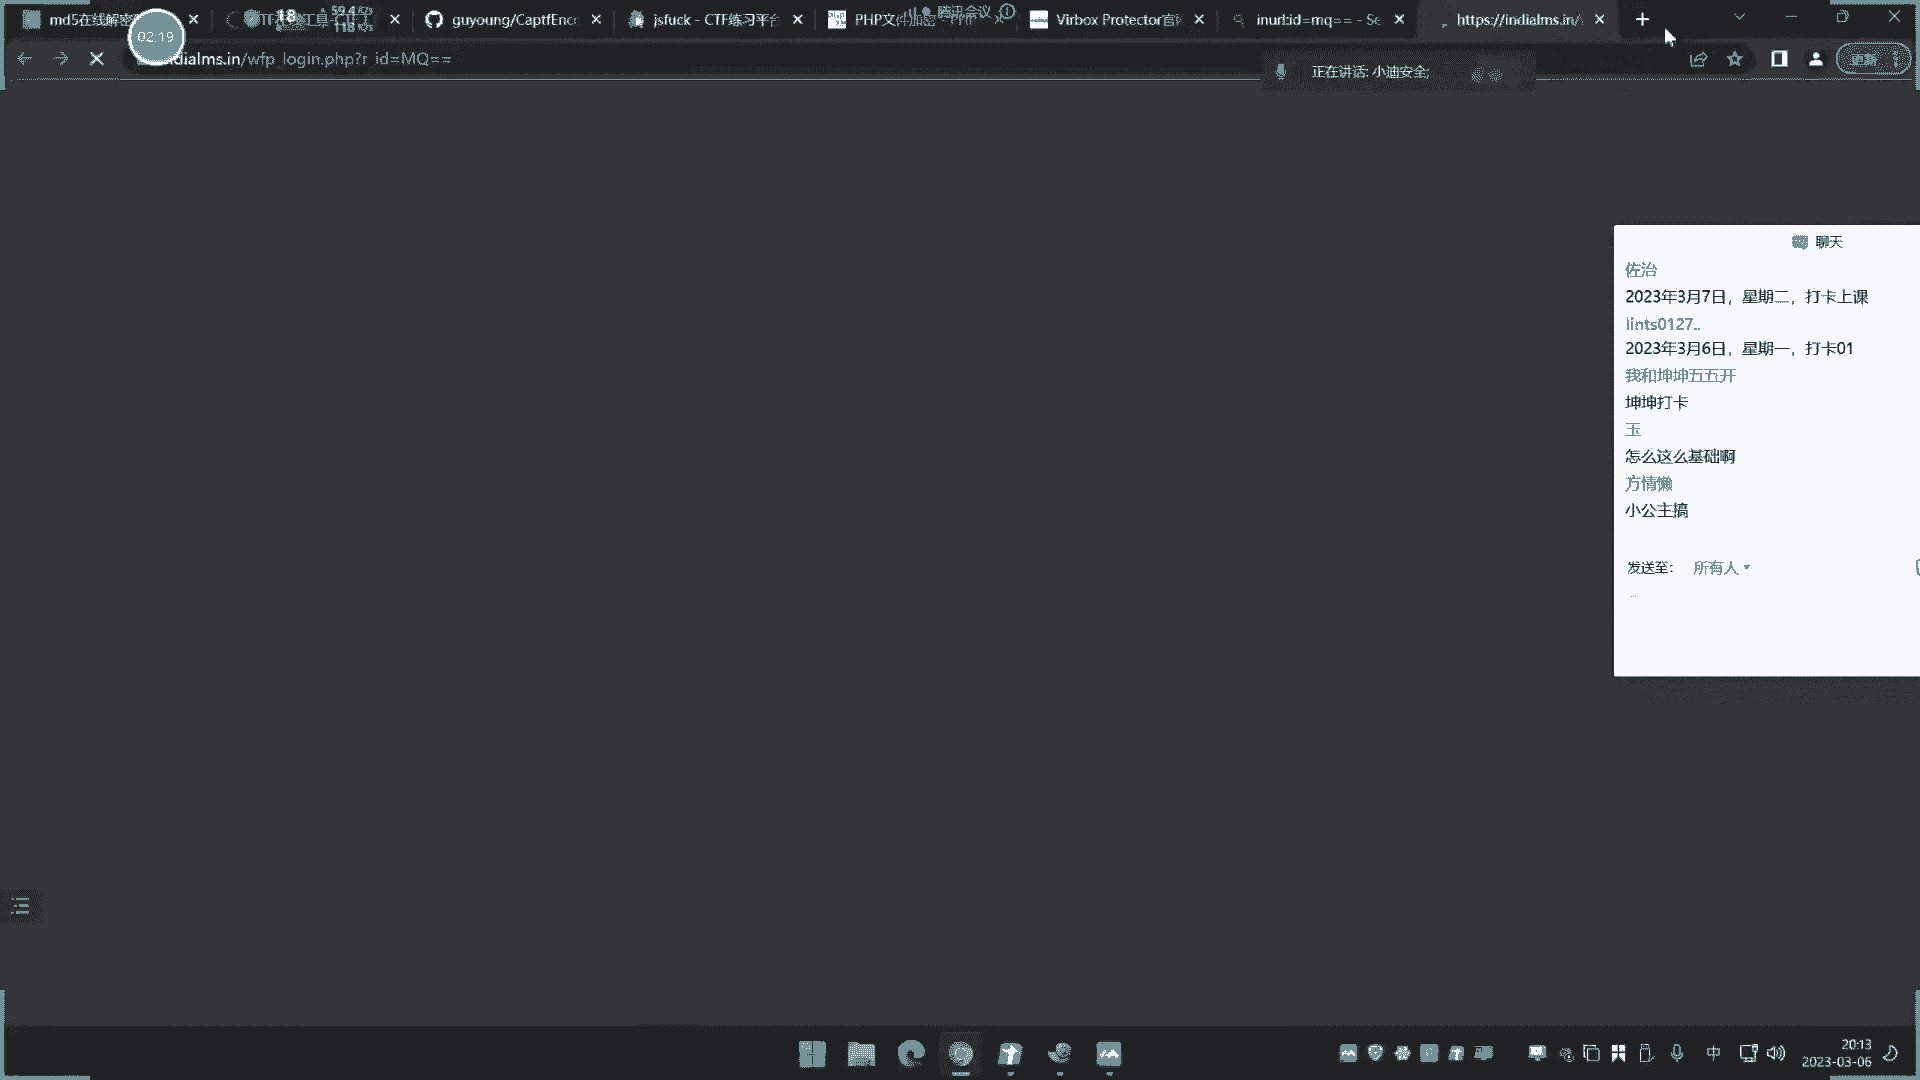 md5在线解密
guyoung/CaptfEnc
jsfuck - CTF练习平台
PHP文件加密 - PHP
Virbox Protector官
inurl:id=mq== - Se
https://indialms.in/
腾讯会议
18
59.4
118
02:19
dialms.in/wfp_login.php?r_id=MQ==
更新
正在讲话: 小迪安全;
聊天
佐治
2023年3月7日，星期二，打卡上课
lints0127..
2023年3月6日，星期一，打卡01
我和坤坤五五开
坤坤打卡
玉
怎么这么基础啊
方情懒
小公主搞
发送至:
所有人
中
20:13
2023-03-06